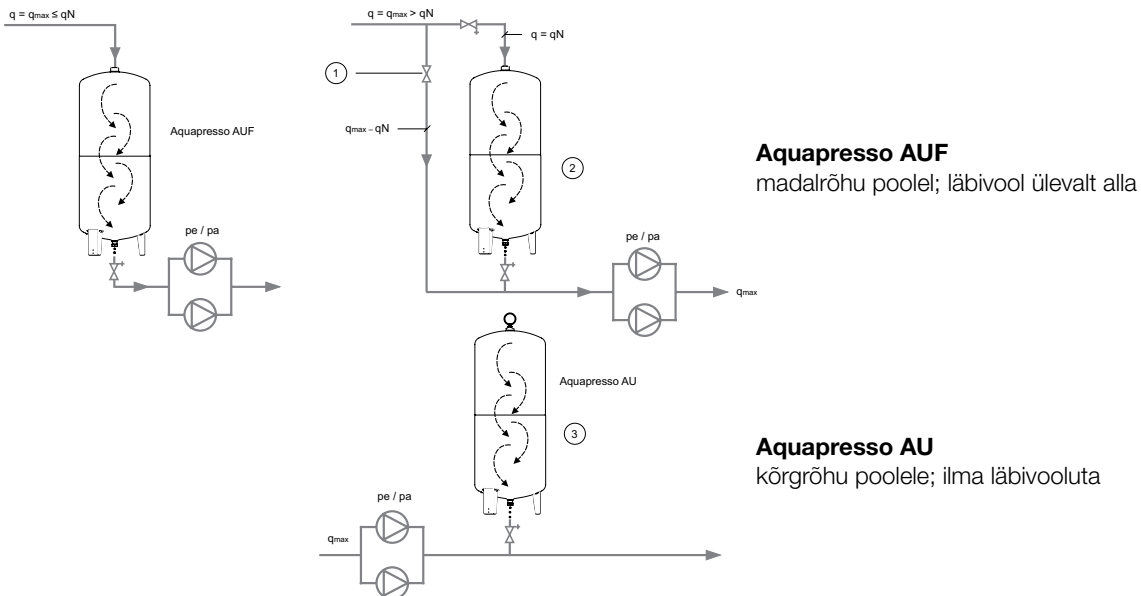 q = qmax ≤ qN
Aquapresso AUF
pe / pa
q = qmax > qN
q = qN
1
qmax – qN
2
pe / pa
qmax
Aquapresso AUF
madalrõhu poolel; läbivool ülevalt alla
Aquapresso AU
3
pe / pa
qmax
Aquapresso AU
kõrgrõhu poolele; ilma läbivooluta